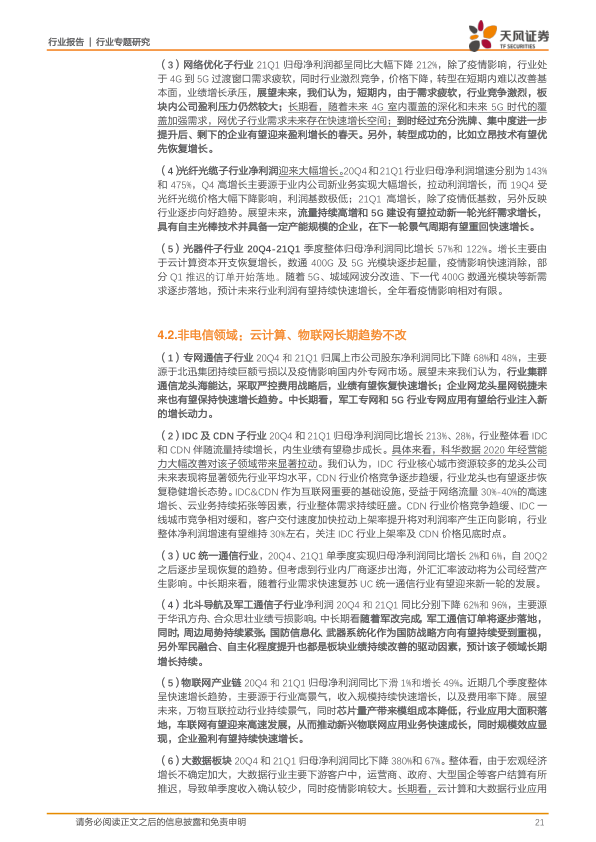 行业报告 | 行业专题研究
天风证券
TF SECURITIES
（3）网络优化子行业 21Q1 归母净利润都呈同比大幅下降 212%，除了疫情影响，行业处
于 4G 到 5G 过渡窗口需求疲软，同时行业激烈竞争，价格下降，转型在短期内难以改善基
本面，业绩增长承压，展望未来，我们认为，短期内，由于需求疲软，行业竞争激烈，板
块内公司盈利压力仍然较大；长期看，随着未来 4G 室内覆盖的深化和未来 5G 时代的覆
盖加强需求，网优子行业需求未来存在快速增长空间；到时经过充分洗牌、集中度进一步
提升后、剩下的企业有望迎来盈利增长的春天。另外，转型成功的，比如立昂技术有望优
先恢复增长。
（4）光纤光缆子行业净利润迎来大幅增长。20Q4 和 21Q1 行业归母净利润增速分别为 143%
和 475%，Q4 高增长主要源于业内公司新业务实现大幅增长，拉动利润增长，而 19Q4 受
光纤光缆价格大幅下降影响，利润基数极低；21Q1 高增长，除了疫情低基数，另外反映
行业逐步向好趋势。展望未来，流量持续高增和 5G 建设有望拉动新一轮光纤需求增长，
具有自主光棒技术并具备一定产能规模的企业，在下一轮景气周期有望重回快速增长。
（5）光器件子行业 20Q4-21Q1 季度整体归母净利润同比增长 57%和 122%。增长主要由
于云计算资本开支恢复增长，数通 400G 及 5G 光模块逐步起量，疫情影响快速消除，部
分 Q1 推迟的订单开始落地。随着 5G、城域网波分改造、下一代 400G 数通光模块等新需
求逐步落地，预计未来行业利润有望持续快速增长，全年看疫情影响相对有限。
4.2.非电信领域：云计算、物联网长期趋势不改
（1）专网通信子行业 20Q4 和 21Q1 归属上市公司股东净利润同比下降 68%和 48%，主要
源于北迅集团持续巨额亏损以及疫情影响国内外专网市场。展望未来我们认为，行业集群
通信龙头海能达，采取严控费用战略后，业绩有望恢复快速增长；企业网龙头星网锐捷未
来也有望保持快速增长趋势。中长期看，军工专网和 5G 行业专网应用有望给行业注入新
的增长动力。
（2）IDC 及 CDN 子行业 20Q4 和 21Q1 归母净利润同比增长 213%、28%，行业整体看 IDC
和 CDN 伴随流量持续增长，内生业绩有望稳步成长。具体来看，科华数据 2020 年经营能
力大幅改善对该子领域带来显著拉动。我们认为，IDC 行业核心城市资源较多的龙头公司
未来表现将显著领先行业平均水平，CDN 行业价格竞争逐步趋缓，行业龙头也有望逐步恢
复稳健增长态势。IDC&CDN 作为互联网重要的基础设施，受益于网络流量 30%-40%的高速
增长、云业务持续拓张等因素，行业整体需求持续旺盛。CDN 行业价格竞争趋缓、IDC 一
线城市竞争相对缓和，客户交付速度加快拉动上架率提升将对利润率产生正向影响，行业
整体净利润增速有望维持 30%左右，关注 IDC 行业上架率及 CDN 价格见底时点。
（3）UC 统一通信行业，20Q4、21Q1 单季度实现归母净利润同比增长 2%和 6%，自 20Q2
之后逐步呈现恢复的趋势。但考虑到行业内厂商逐步出海，外汇汇率波动将为公司经营产
生影响。中长期来看，随着行业需求快速复苏 UC 统一通信行业有望迎来新一轮的发展。
（4）北斗导航及军工通信子行业净利润 20Q4 和 21Q1 同比分别下降 62%和 96%，主要源
于华讯方舟、合众思壮业绩亏损影响。中长期看随着军改完成，军工通信订单将逐步落地，
同时，周边局势持续紧张，国防信息化、武器系统化作为国防战略方向有望持续受到重视，
另外军民融合、自主化程度提升也都是板块业绩持续改善的驱动因素，预计该子领域长期
增长持续。
（5）物联网产业链 20Q4 和 21Q1 归母净利润同比下滑 1%和增长 49%。近期几个季度整体
呈快速增长趋势，主要源于行业高景气，收入规模持续快速增长，以及费用率下降。展望
未来，万物互联拉动行业持续景气，同时芯片量产带来模组成本降低，行业应用大面积落
地，车联网有望迎来高速发展，从而推动新兴物联网应用业务快速成长，同时规模效应显
现，企业盈利有望持续快速增长。
（6）大数据板块 20Q4 和 21Q1 归母净利润同比下降 380%和 67%。整体看，由于宏观经济
增长不确定加大，大数据行业主要下游客户中，运营商、政府、大型国企等客户结算有所
推迟，导致单季度收入确认较少，同时疫情影响较大。长期看，云计算和大数据行业应用
请务必阅读正文之后的信息披露和免责申明
21